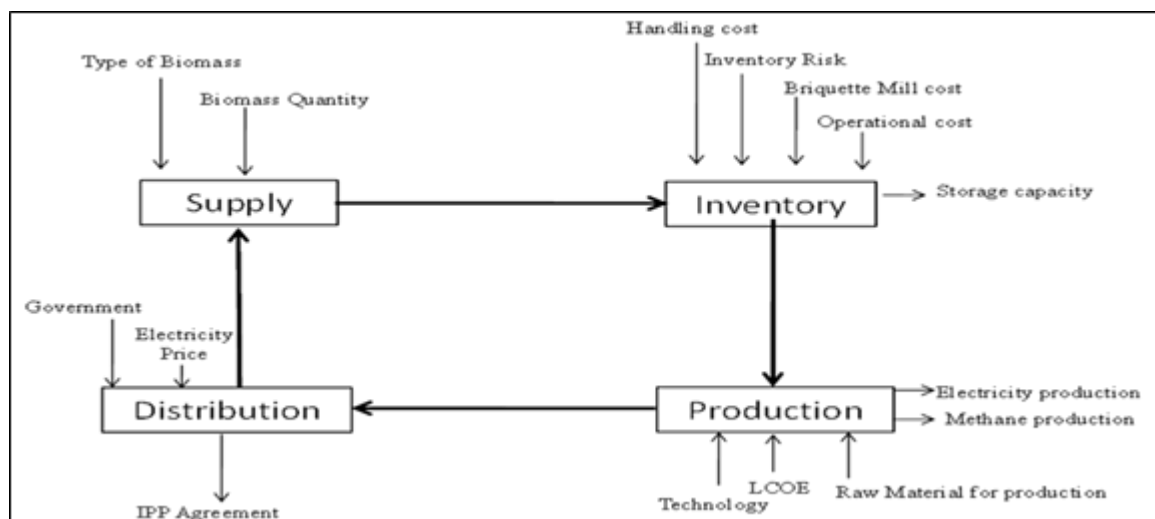 Handling cost
Type of Biomass
Inventory Risk
Biomass Quantity
Briquette Mill cost
Operational cost
Supply
Inventory
Storage capacity
Government
Electricity
Price
Distribution
Production
Electricity production
Methane production
Technology
LCOE
Raw Material for production
IPP Agreement